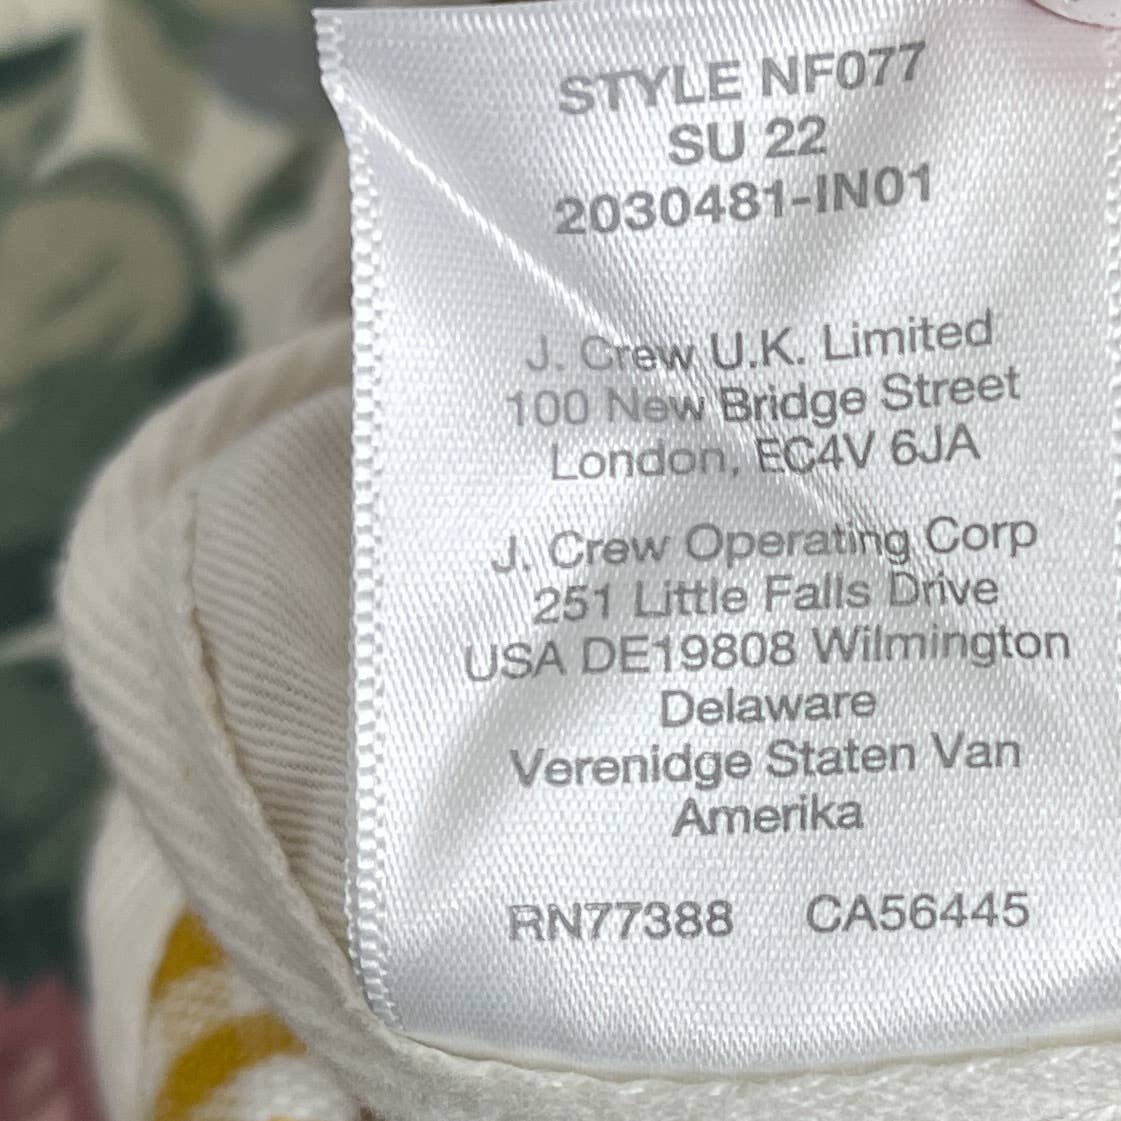 STYLE NF077
SU 22
2030481-IN01
J. Crew U.K. Limited
100 New Bridge Street
London, EC4V 6JA
J. Crew Operating Corp
251 Little Falls Drive
USA DE19808 Wilmington
Delaware
Verenidge Staten Van
Amerika
RN77388 CA56445